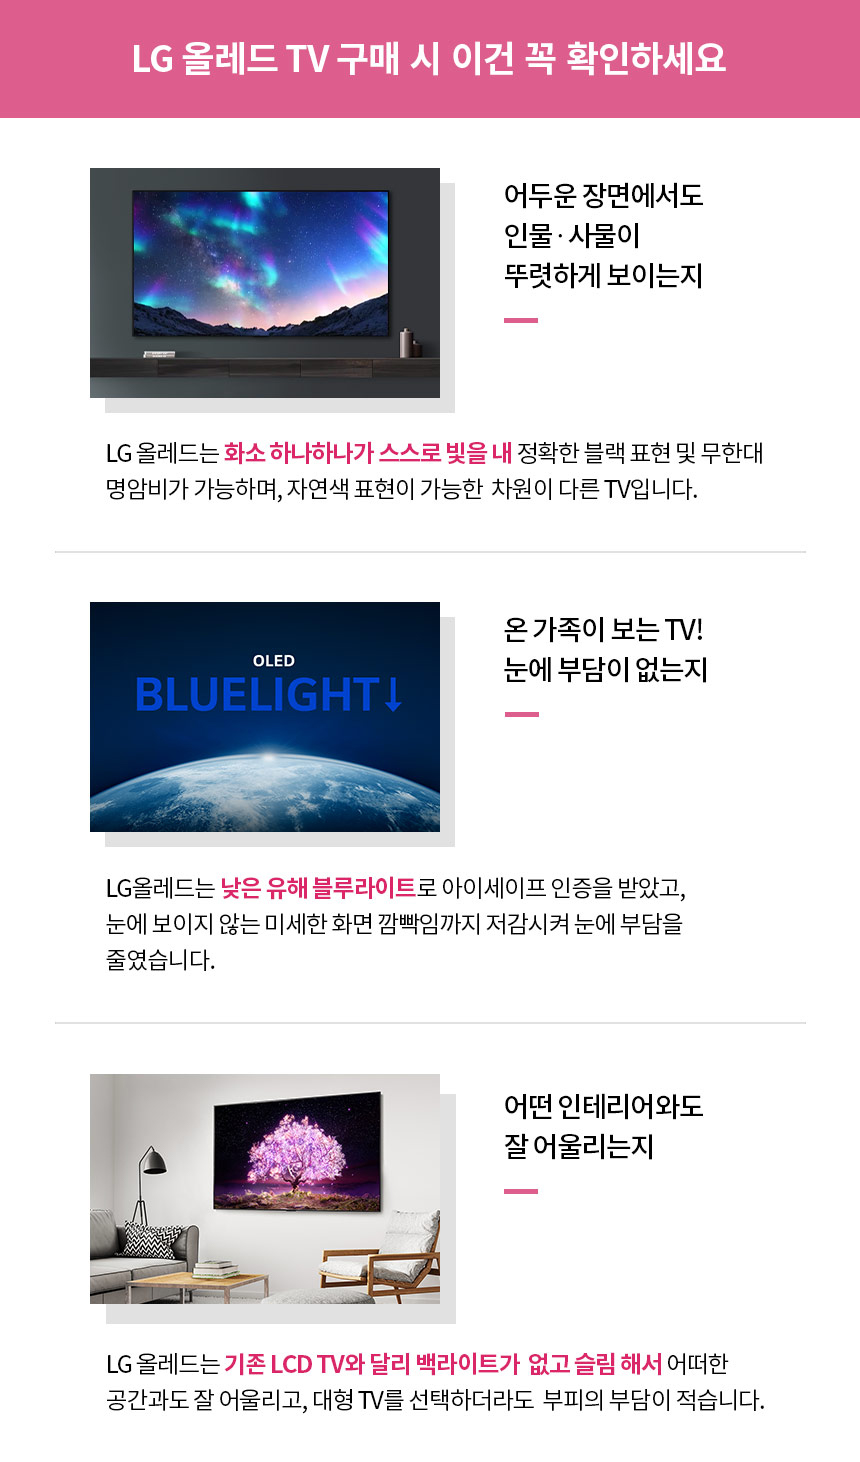 LG 올레드 TV 구매 시 이건 꼭 확인하세요
어두운 장면에서도
인물 · 사물이
뚜렷하게 보이는지
LG 올레드는 화소 하나하나가 스스로 빛을 내 정확한 블랙 표현 및 무한대
명암비가 가능하며, 자연색 표현이 가능한 차원이 다른 TV입니다.
온 가족이 보는 TV!
눈에 부담이 없는지
OLED
BLUELIGHT↓
LG올레드는 낮은 유해 블루라이트로 아이세이프 인증을 받았고,
눈에 보이지 않는 미세한 화면 깜빡임까지 저감시켜 눈에 부담을
줄였습니다.
어떤 인테리어와도
잘 어울리는지
LG 올레드는 기존 LCD TV와 달리 백라이트가 없고 슬림 해서 어떠한
공간과도 잘 어울리고, 대형 TV를 선택하더라도 부피의 부담이 적습니다.